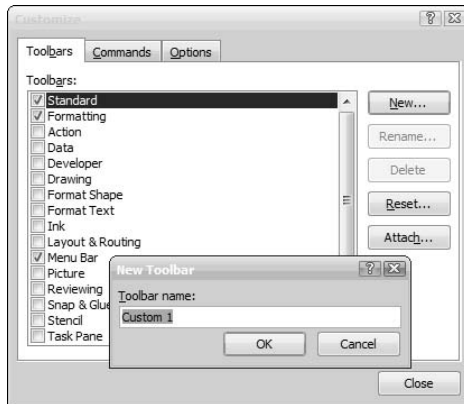 Customize
Toolbars Commands Options
Toolbars:
Standard
Formatting
Action
Data
Developer
Drawing
Format Shape
Format Text
Ink
Layout & Routing
Menu Bar
Picture
Reviewing
Snap & Glue
Stencil
Task Pane
New...
Rename...
Delete
Reset...
Attach...
New Toolbar
Toolbar name:
Custom 1
OK Cancel
Close